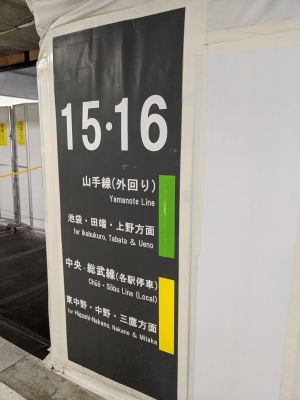 15・16
山手線(外回り)
Yamanote Line
池袋・田端・上野方面
for Ikebukuro, Tabata & Ueno
中央・総武線(各駅停車)
Chūō・Sōbu Line (Local)
東中野・中野・三鷹方面
for Higashi-Nakano, Nakano & Mitaka